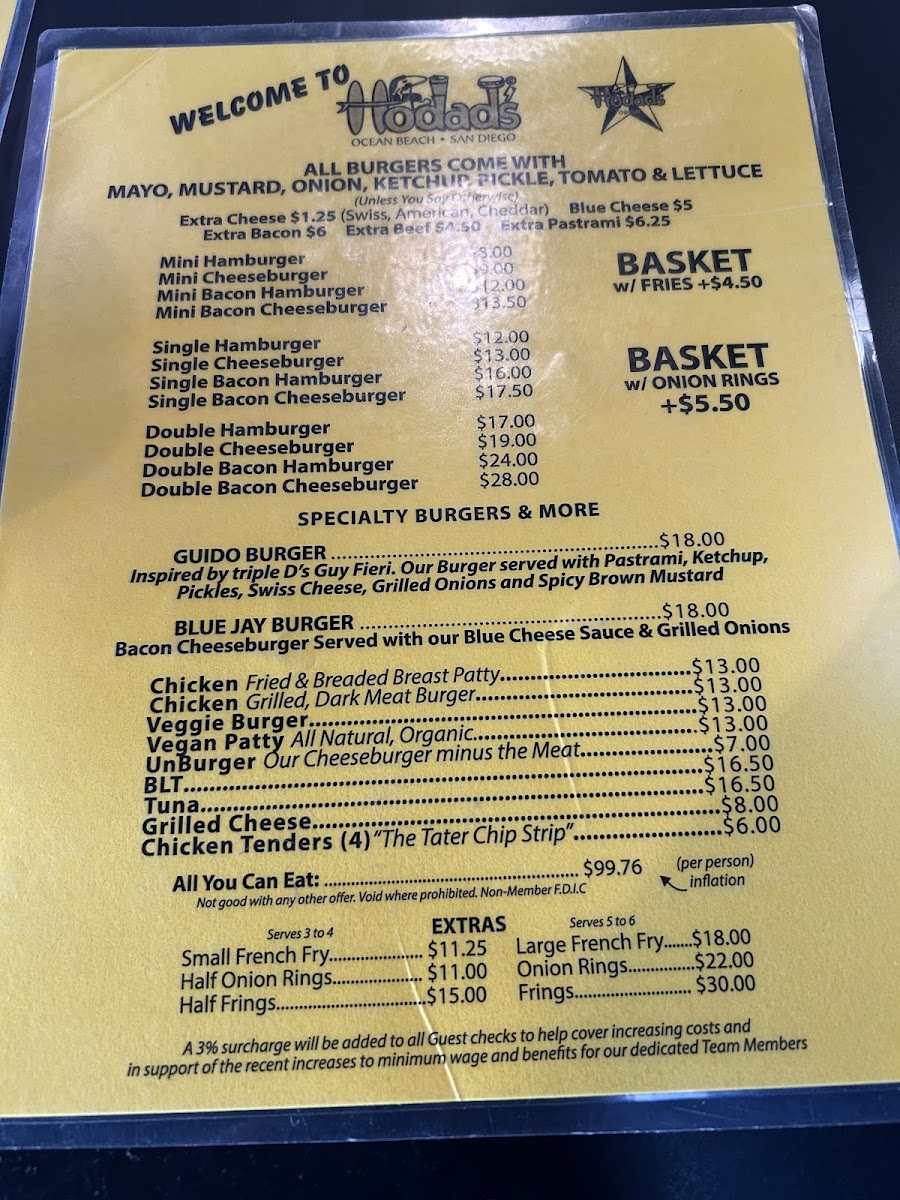 WELCOME TO
Hodad's
OCEAN BEACH • SAN DIEGO
Hodad's
ALL BURGERS COME WITH
MAYO, MUSTARD, ONION, KETCHUP, PICKLE, TOMATO & LETTUCE
(Unless You Say Otherwise)
Extra Cheese $1.25 (Swiss, American, Cheddar) Blue Cheese $5
Extra Bacon $6 Extra Beef $4.50 Extra Pastrami $6.25
Mini Hamburger
Mini Cheeseburger
Mini Bacon Hamburger
Mini Bacon Cheeseburger $13.50
BASKET
w/ FRIES +$4.50
Single Hamburger $12.00
Single Cheeseburger $13.00
Single Bacon Hamburger $16.00
Single Bacon Cheeseburger $17.50
BASKET
w/ ONION RINGS
+$5.50
Double Hamburger $17.00
Double Cheeseburger $19.00
Double Bacon Hamburger $24.00
Double Bacon Cheeseburger $28.00
SPECIALTY BURGERS & MORE
GUIDO BURGER ..........$18.00
Inspired by triple D's Guy Fieri. Our Burger served with Pastrami, Ketchup,
Pickles, Swiss Cheese, Grilled Onions and Spicy Brown Mustard
BLUE JAY BURGER ..........$18.00
Bacon Cheeseburger Served with our Blue Cheese Sauce & Grilled Onions
Chicken Fried & Breaded Breast Patty..........$13.00
Chicken Grilled, Dark Meat Burger..........$13.00
Veggie Burger..........$13.00
Vegan Patty All Natural, Organic..........$13.00
UnBurger Our Cheeseburger minus the Meat..........$7.00
BLT..........$16.50
Tuna..........$16.50
Grilled Cheese..........$8.00
Chicken Tenders (4) "The Tater Chip Strip"..........$6.00
All You Can Eat: .......... $99.76 (per person)
inflation
Not good with any other offer. Void where prohibited. Non-Member F.D.I.C
EXTRAS
Serves 3 to 4
Small French Fry.......... $11.25
Half Onion Rings.......... $11.00
Half Frings..........$15.00
Serves 5 to 6
Large French Fry.......$18.00
Onion Rings..........$22.00
Frings.......... $30.00
A 3% surcharge will be added to all Guest checks to help cover increasing costs and
in support of the recent increases to minimum wage and benefits for our dedicated Team Members